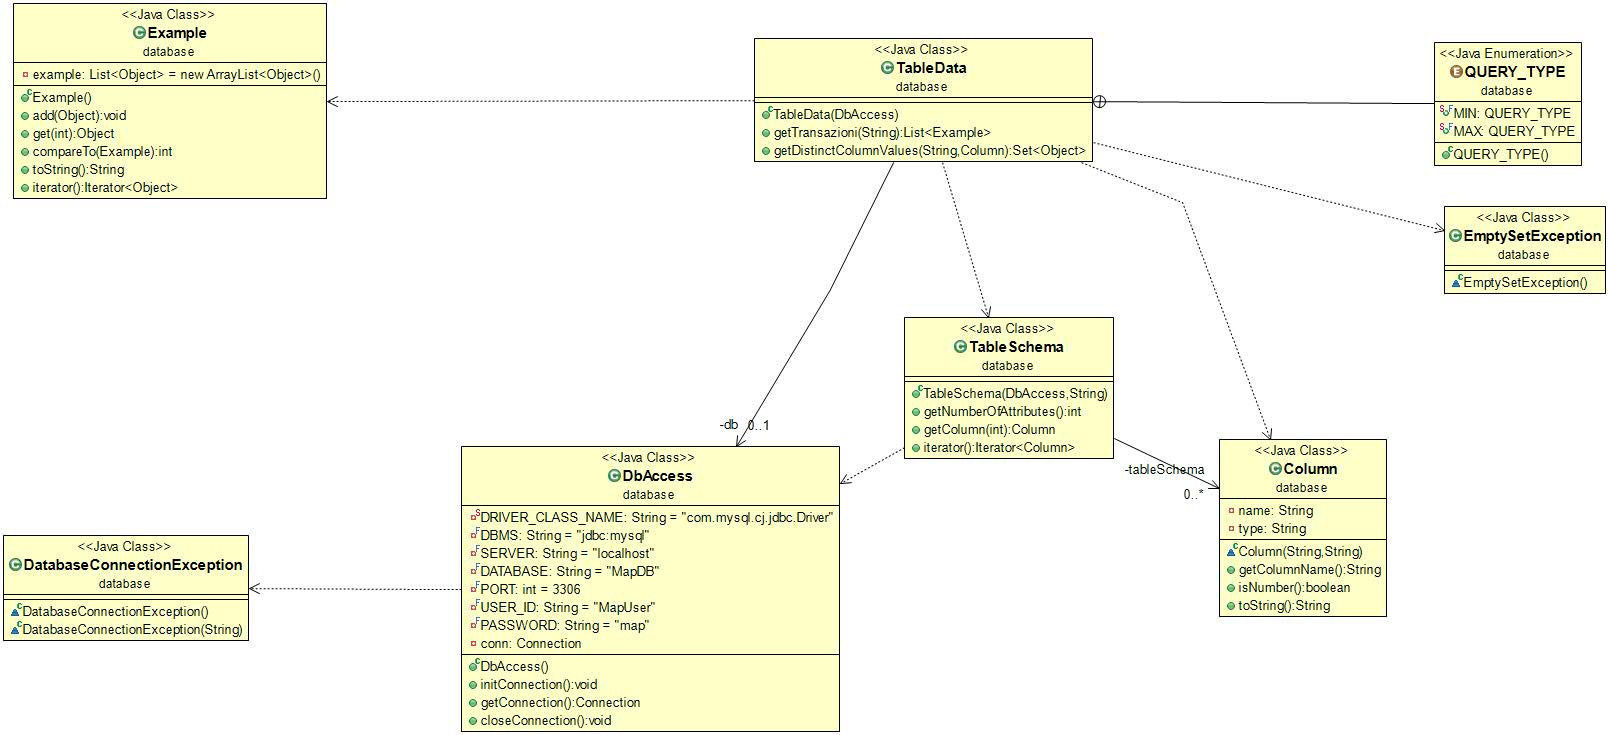 <<Java Class>>
Example
database
example: List<Object> = new ArrayList<Object>()
Example()
add(Object):void
get(int):Object
compareTo(Example):int
toString():String
iterator():Iterator<Object>
<<Java Class>>
TableData
database
TableData(DbAccess)
getTransazioni(String):List<Example>
getDistinctColumnValues(String,Column):Set<Object>
<<Java Enumeration>>
QUERY_TYPE
database
MIN: QUERY_TYPE
MAX: QUERY_TYPE
QUERY_TYPE()
<<Java Class>>
EmptySetException
database
EmptySetException()
<<Java Class>>
TableSchema
database
TableSchema(DbAccess,String)
getNumberOfAttributes():int
getColumn(int):Column
iterator():Iterator<Column>
-db 0..1
-tableSchema
0..*
<<Java Class>>
Column
database
name: String
type: String
Column(String,String)
getColumnName():String
isNumber():boolean
toString():String
<<Java Class>>
DbAccess
database
DRIVER_CLASS_NAME: String = "com.mysql.cj.jdbc.Driver"
DBMS: String = "jdbc:mysql"
SERVER: String = "localhost"
DATABASE: String = "MapDB"
PORT: int = 3306
USER_ID: String = "MapUser"
PASSWORD: String = "map"
conn: Connection
DbAccess()
initConnection():void
getConnection():Connection
closeConnection():void
<<Java Class>>
DatabaseConnectionException
database
DatabaseConnectionException()
DatabaseConnectionException(String)